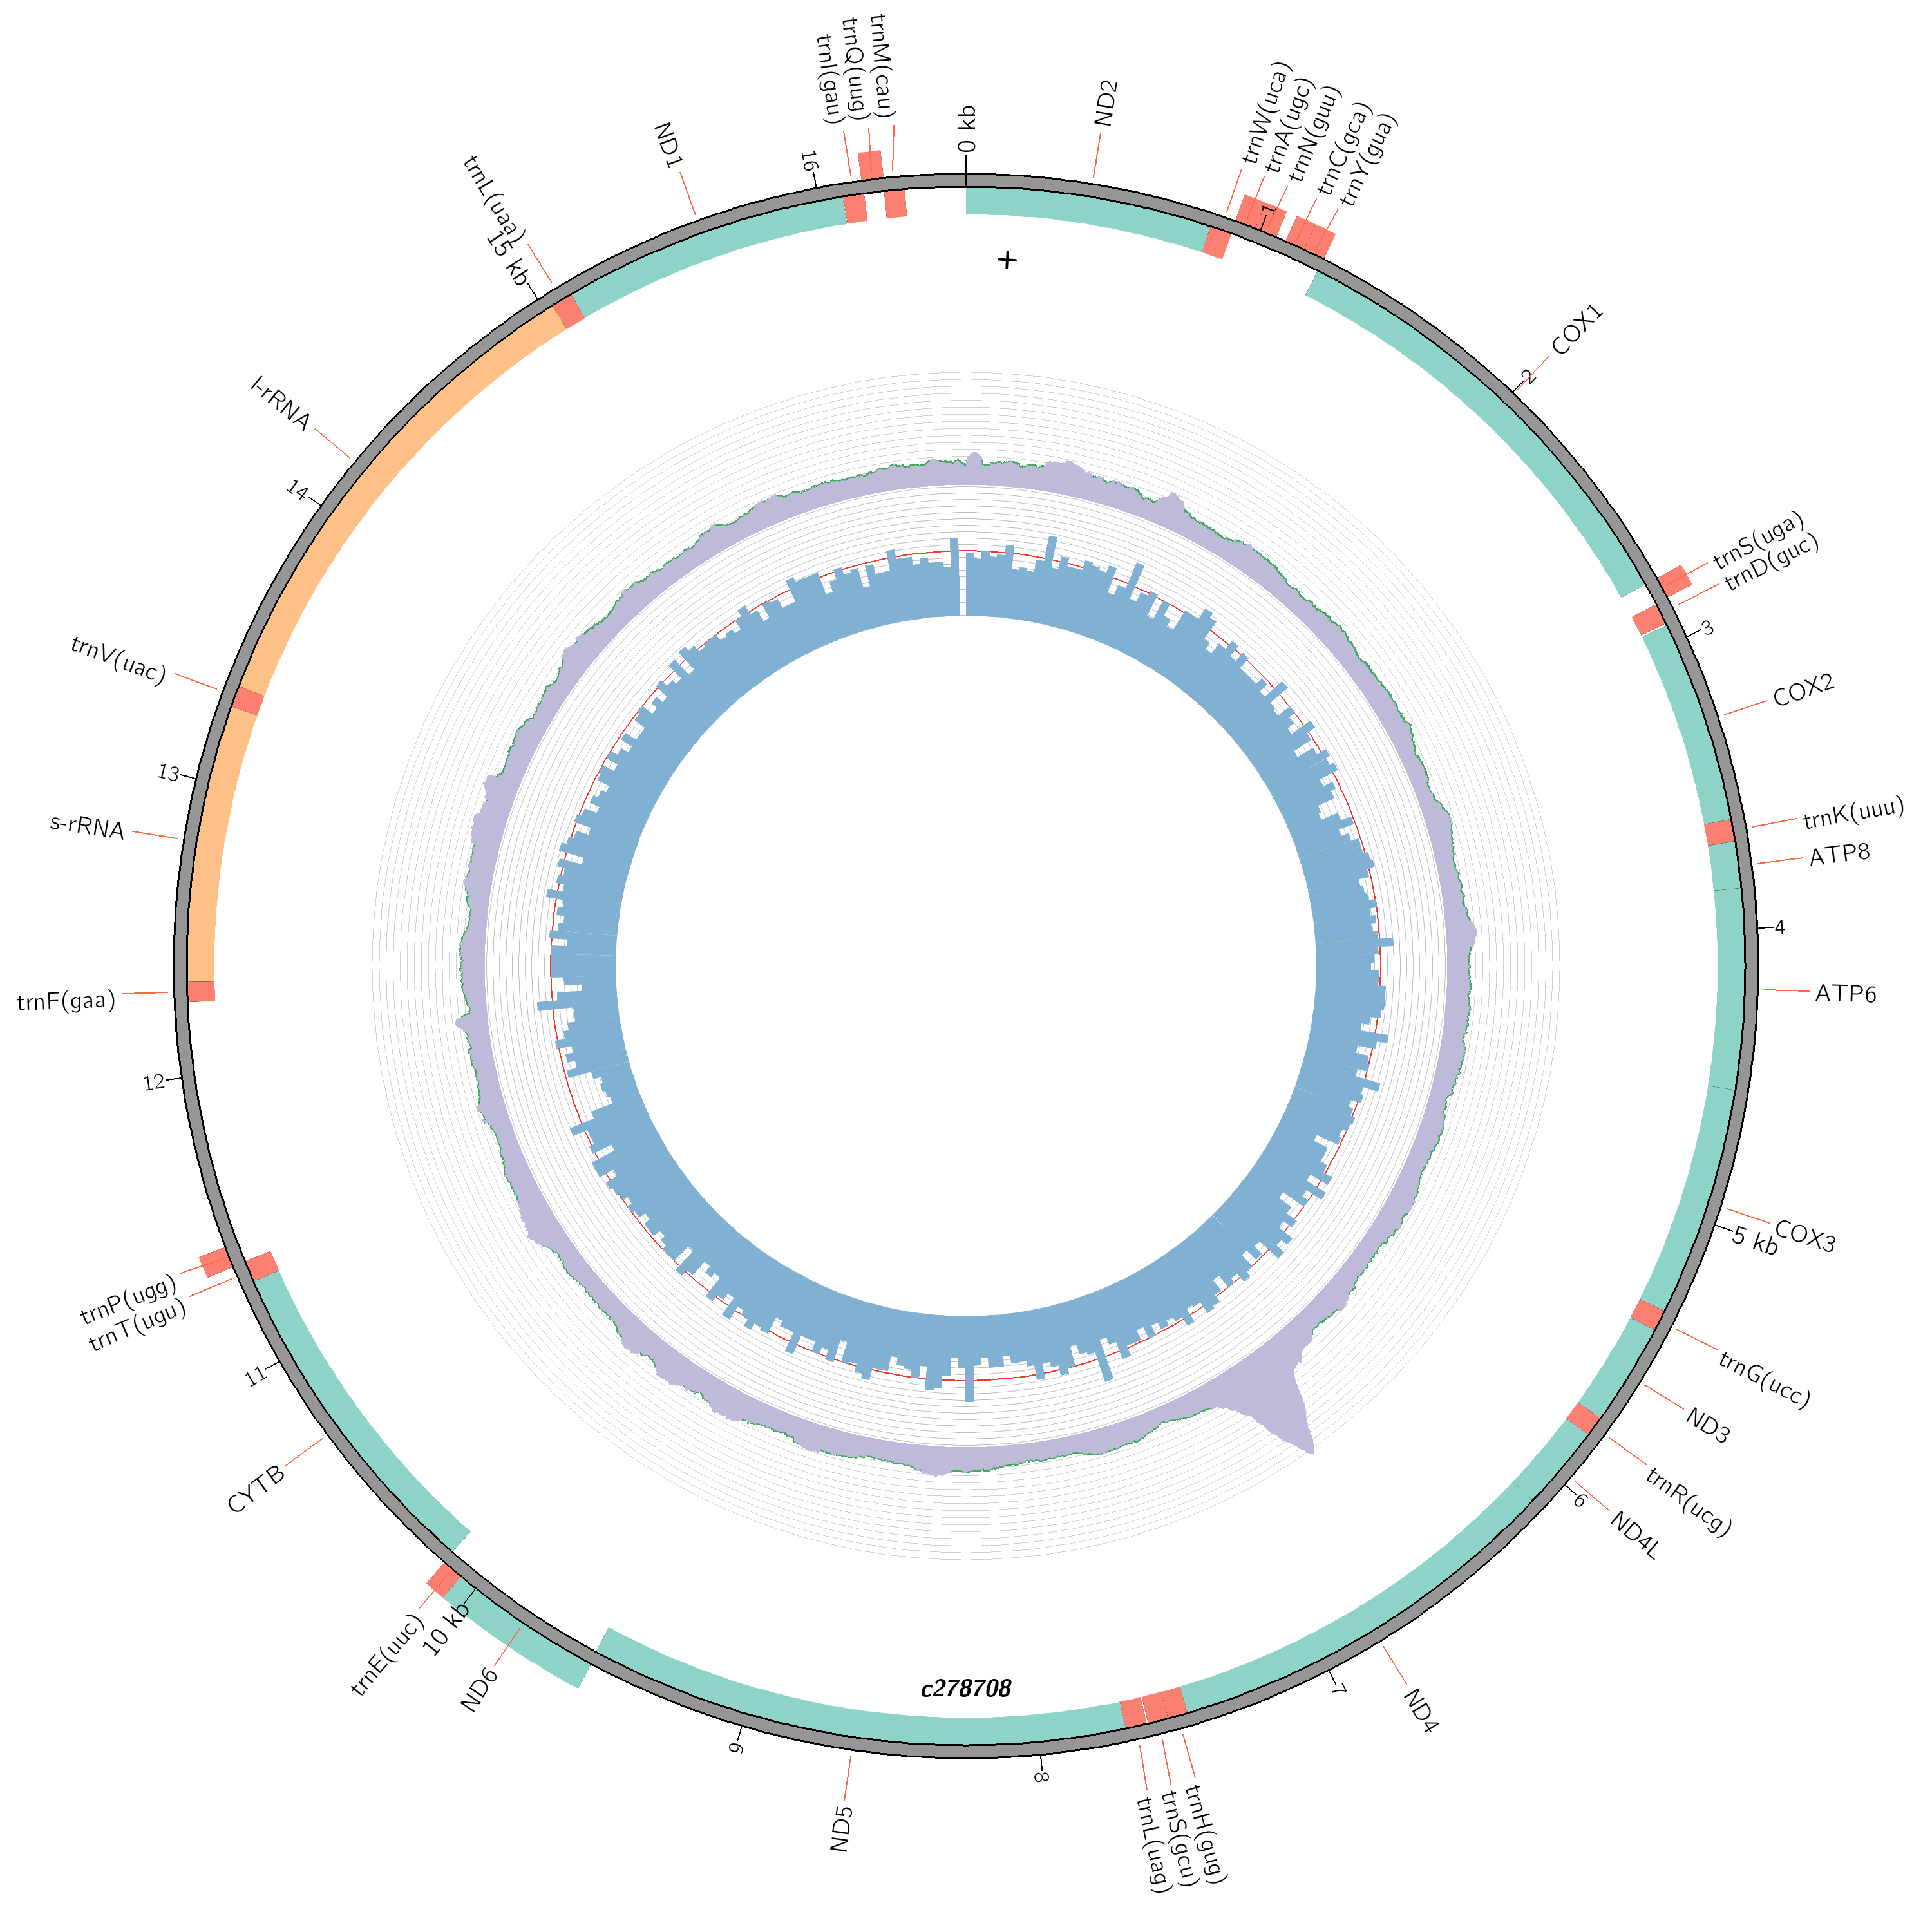 0 kb
ND2
trnW(uca)
trnA(ugc)
trnN(guu)
1
trnC(gca)
trnY(gua)
COX1
2
trnS(uga)
trnD(guc)
3
COX2
trnK(uuu)
ATP8
4
ATP6
5 kb
COX3
trnG(ucc)
ND3
trnR(ucg)
6
ND4L
7
ND4
trnH(gug)
trnS(gcu)
trnL(uag)
8
ND5
9
ND6
10 kb
trnE(uuc)
CYTB
11
trnT(ugu)
trnP(ugg)
12
trnF(gaa)
s-rRNA
13
trnV(uac)
14
l-rRNA
15 kb
trnL(uaa)
ND1
16
trnI(gau)
trnQ(uug)
trnM(cau)
+
c278708